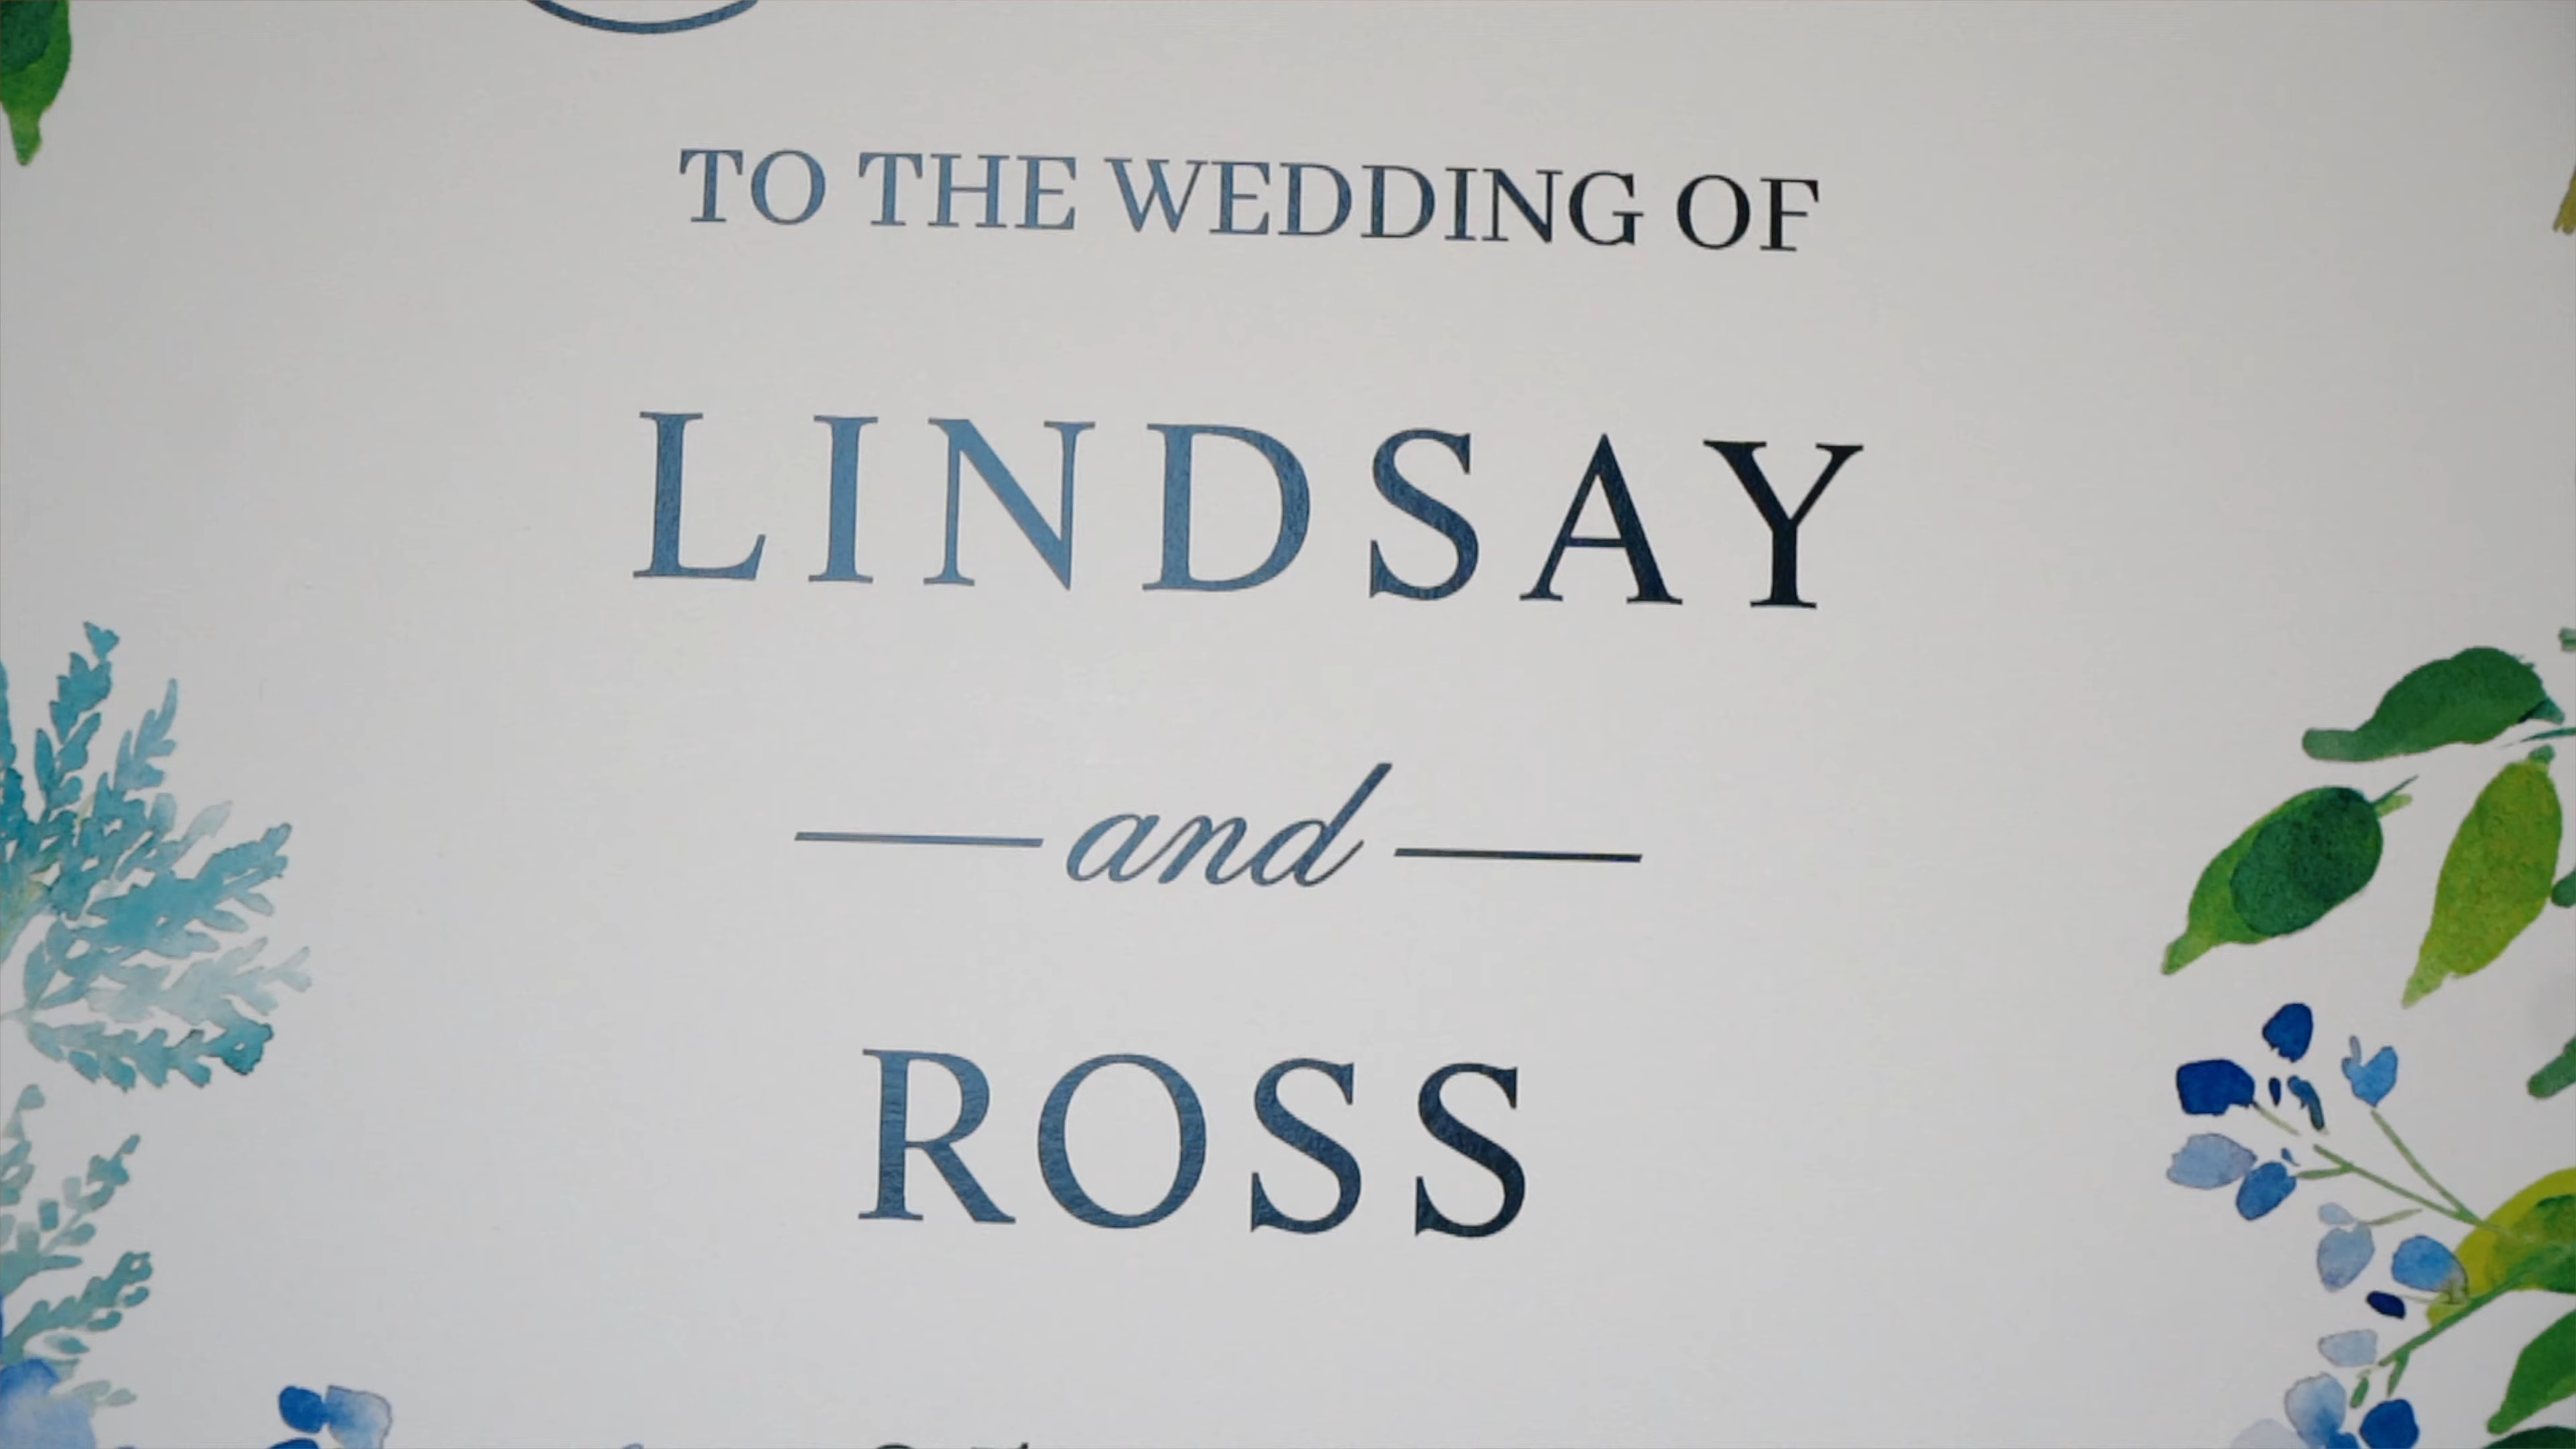 TO THE WEDDING OF
LINDSAY
and
ROSS